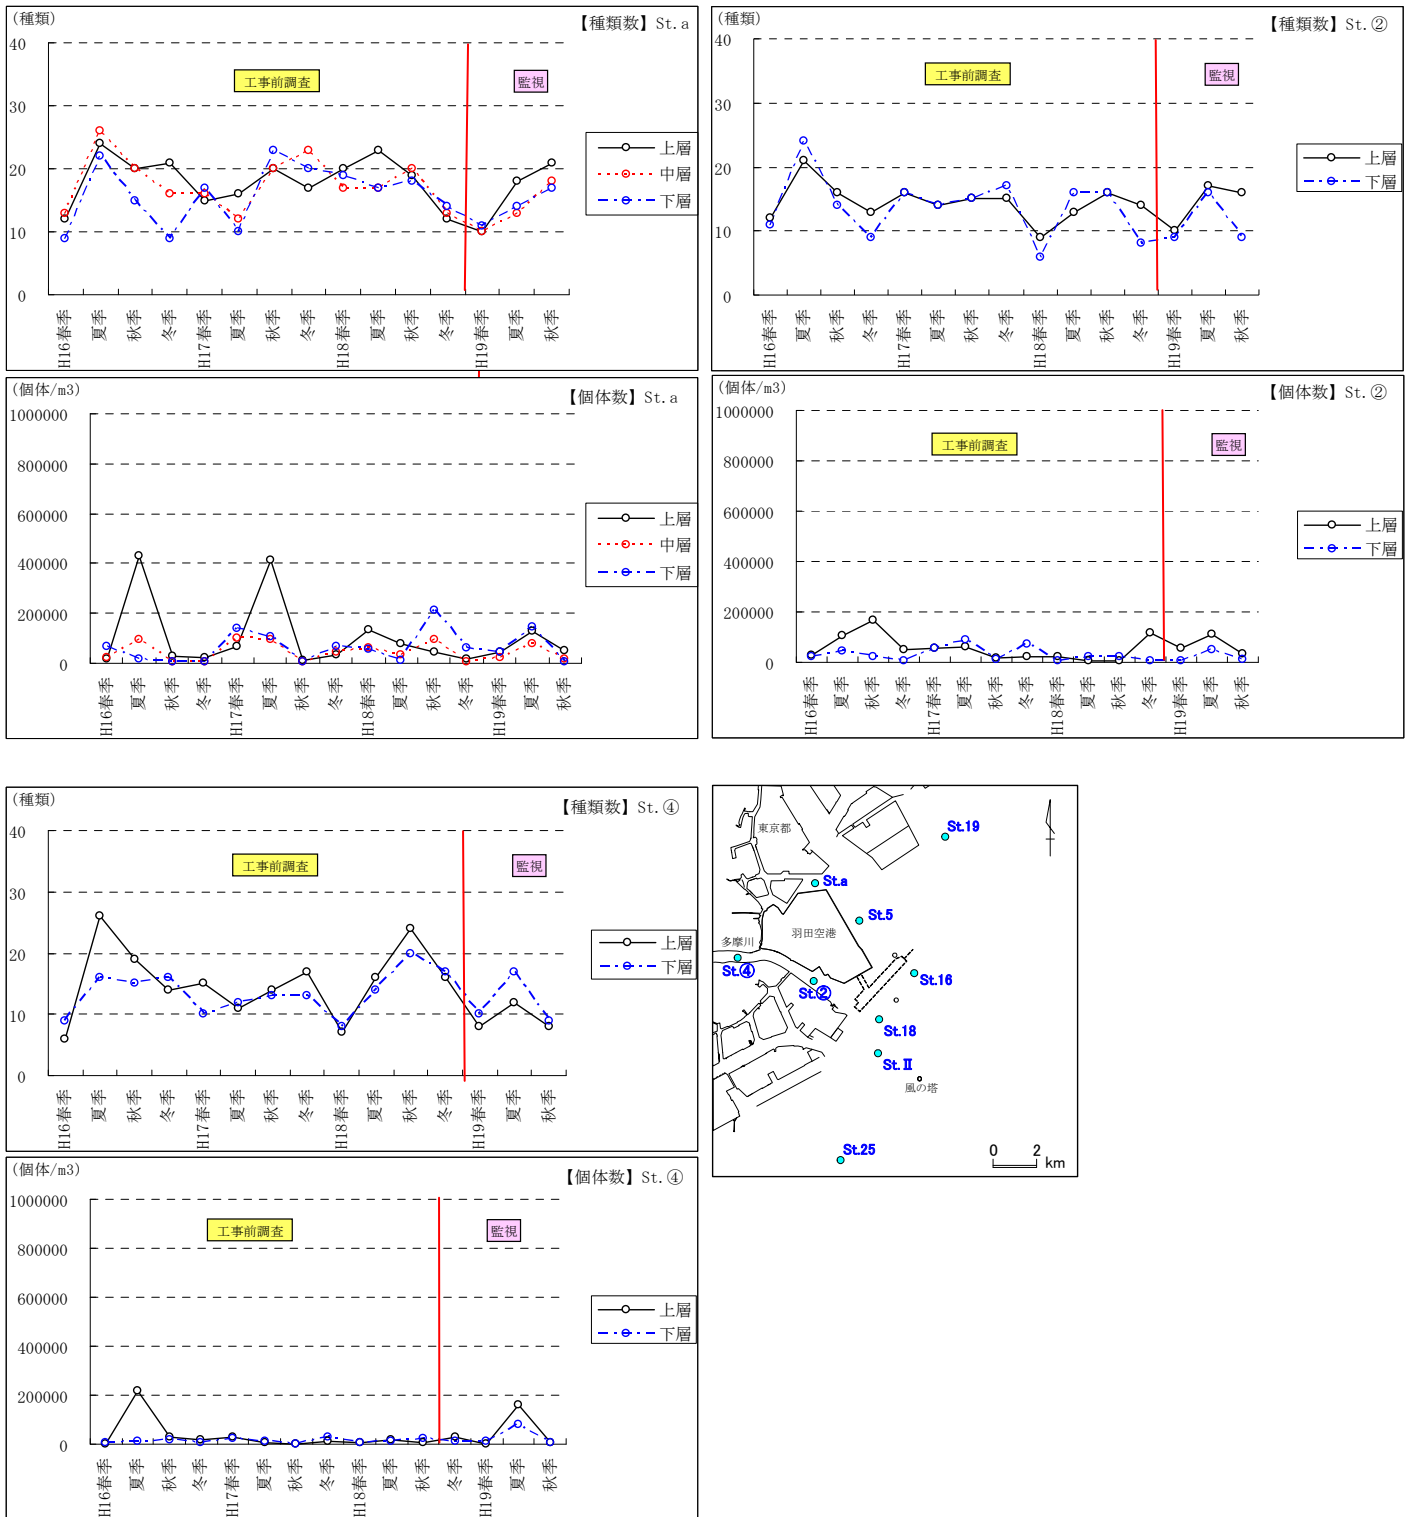 (種類)
【種類数】St.a
40
30
20
10
0
工事前調査
監視
上層
中層
下層
H16春季
夏季
秋季
冬季
H17春季
夏季
秋季
冬季
H18春季
夏季
秋季
冬季
H19春季
夏季
秋季
(種類)
【種類数】St.②
40
30
20
10
0
工事前調査
監視
上層
下層
H16春季
夏季
秋季
冬季
H17春季
夏季
秋季
冬季
H18春季
夏季
秋季
冬季
H19春季
夏季
秋季
(個体/m3)
【個体数】St.a
1000000
800000
600000
400000
200000
0
上層
中層
下層
H16春季
夏季
秋季
冬季
H17春季
夏季
秋季
冬季
H18春季
夏季
秋季
冬季
H19春季
夏季
秋季
(個体/m3)
【個体数】St.②
1000000
800000
600000
400000
200000
0
工事前調査
監視
上層
下層
H16春季
夏季
秋季
冬季
H17春季
夏季
秋季
冬季
H18春季
夏季
秋季
冬季
H19春季
夏季
秋季
(種類)
【種類数】St.④
40
30
20
10
0
工事前調査
監視
上層
下層
H16春季
夏季
秋季
冬季
H17春季
夏季
秋季
冬季
H18春季
夏季
秋季
冬季
H19春季
夏季
秋季
東京都
St.19
St.a
St.5
羽田空港
多摩川
St.④
St.②
St.16
St.18
St.Ⅱ
風の塔
St.25
0 2
km
(個体/m3)
【個体数】St.④
1000000
800000
600000
400000
200000
0
工事前調査
監視
上層
下層
H16春季
夏季
秋季
冬季
H17春季
夏季
秋季
冬季
H18春季
夏季
秋季
冬季
H19春季
夏季
秋季